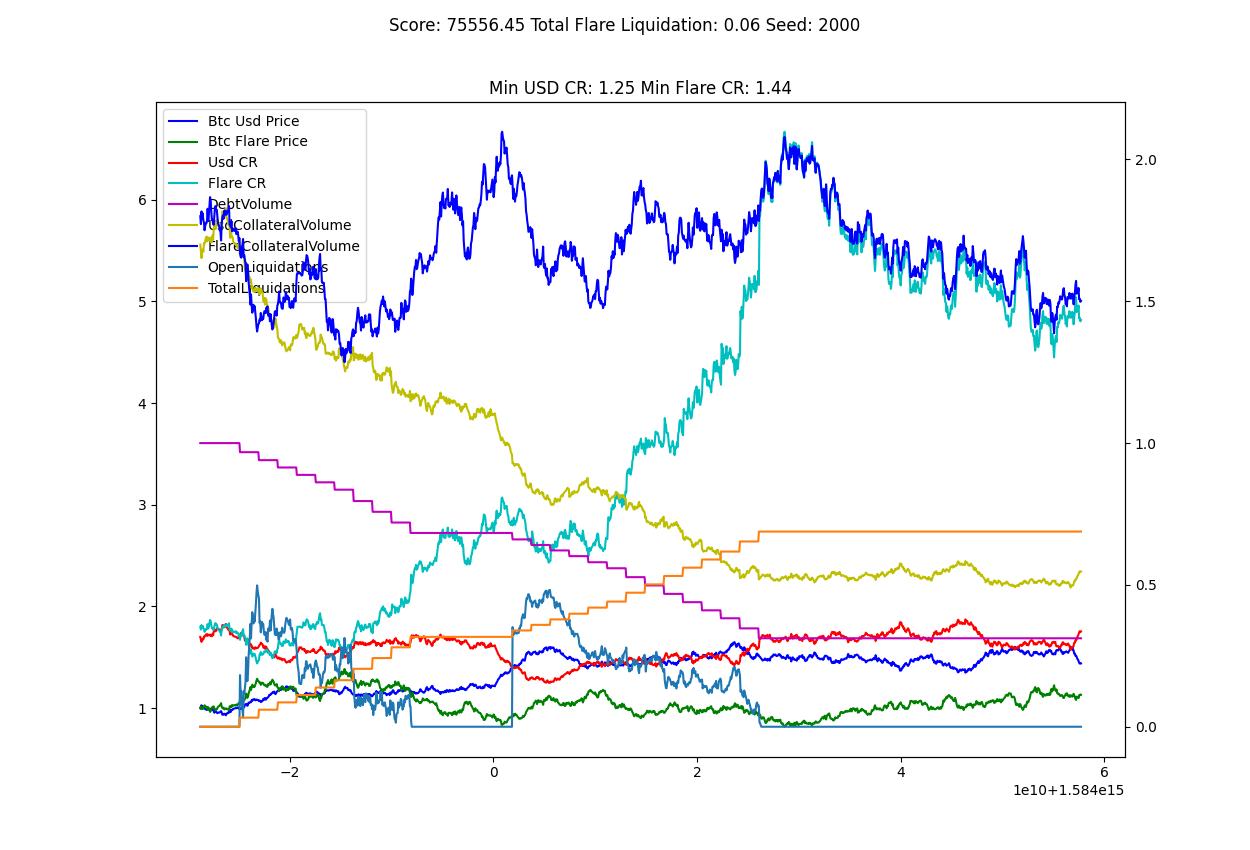 Score: 75556.45 Total Flare Liquidation: 0.06 Seed: 2000
Min USD CR: 1.25 Min Flare CR: 1.44
Btc Usd Price
Btc Flare Price
Usd CR
Flare CR
DebtVolume
UsdCollateralVolume
FlareCollateralVolume
OpenLiquidations
TotalLiquidations
6
5
4
3
2
1
2.0
1.5
1.0
0.5
0.0
−2 0 2 4 6
1e10+1.584e15